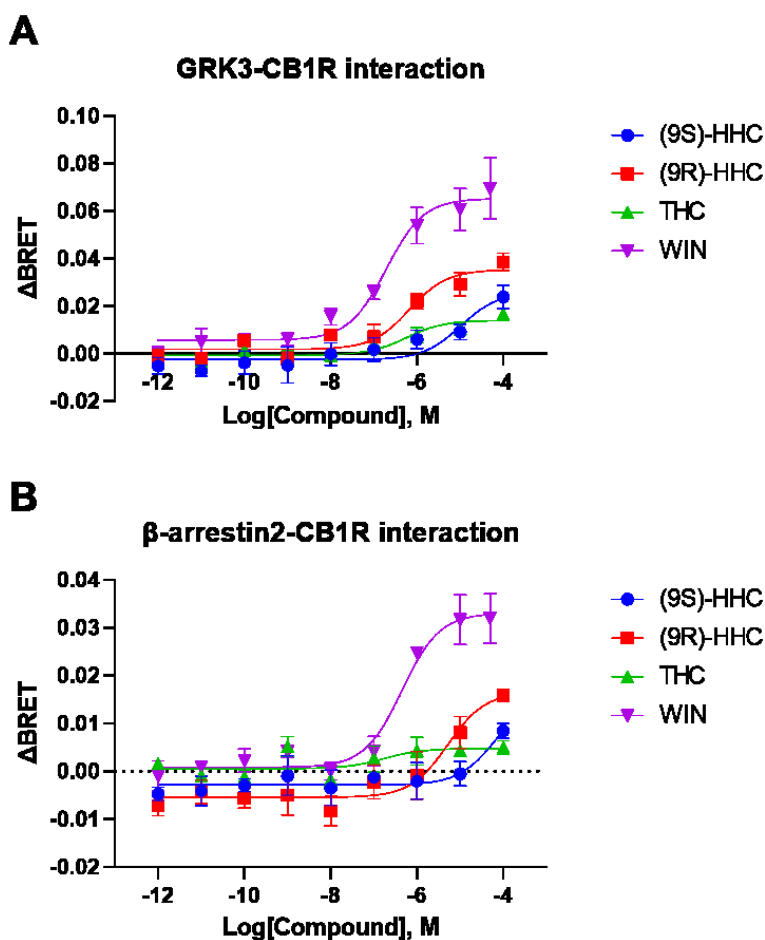 A
GRK3-CB1R interaction
0.10
0.08
0.06
0.04
0.02
0.00
-0.02
ΔBRET
-12
-10
-8
-6
-4
Log[Compound], M
(9S)-HHC
(9R)-HHC
THC
WIN
B
β-arrestin2-CB1R interaction
0.04
0.03
0.02
0.01
0.00
-0.01
-0.02
ΔBRET
-12
-10
-8
-6
-4
Log[Compound], M
(9S)-HHC
(9R)-HHC
THC
WIN